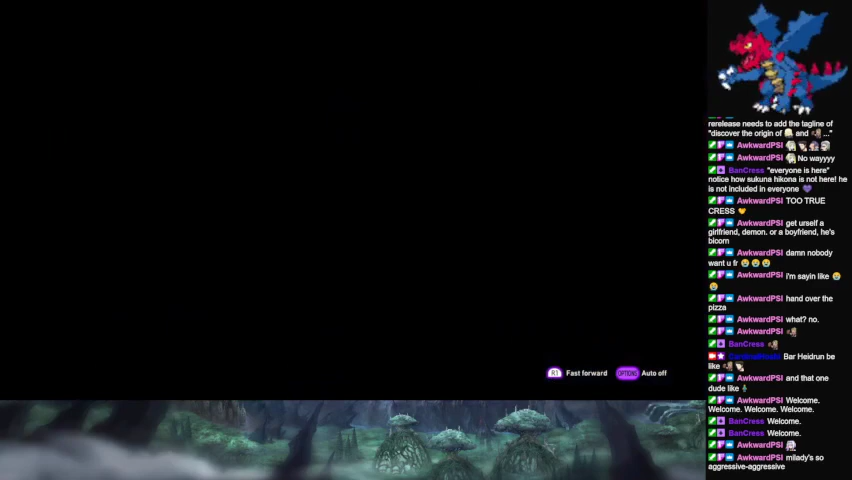 R1 Fast forward OPTIONS Auto off
rerelease needs to add the tagline of
"discover the origin of and ..."
AwkwardPSI
AwkwardPSI No wayyyy
BanCress "everyone is here"
notice how sukuna hikona is not here! he
is not included in everyone 💜
AwkwardPSI TOO TRUE
CRESS 🧡
AwkwardPSI get urself a
girlfriend, demon. or a boyfriend, he's
bicorn
AwkwardPSI damn nobody
want u fr 😭😭😭
AwkwardPSI I'm sayin like 😭
😭
AwkwardPSI hand over the
pizza
AwkwardPSI what? no.
AwkwardPSI
BanCress
Bar Heidrun be
like
AwkwardPSI and that one
dude like
AwkwardPSI Welcome.
Welcome. Welcome. Welcome.
BanCress Welcome.
BanCress Welcome.
AwkwardPSI
AwkwardPSI milady's so
aggressive-aggressive